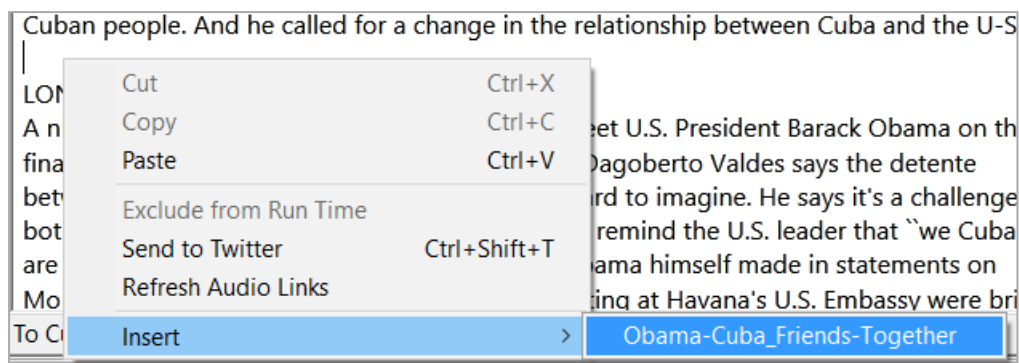 Cuban people. And he called for a change in the relationship between Cuba and the U-S
LON
Cut Ctrl+X
A n
Copy Ctrl+C
eet U.S. President Barack Obama on th
fina
Paste Ctrl+V
Dagoberto Valdes says the detente
bet
ard to imagine. He says it's a challenge
Exclude from Run Time
bot
remind the U.S. leader that ``we Cuba
Send to Twitter Ctrl+Shift+T
are
bama himself made in statements on
Refresh Audio Links
Mo
ting at Havana's U.S. Embassy were bri
To Cu
Insert >
Obama-Cuba_Friends-Together